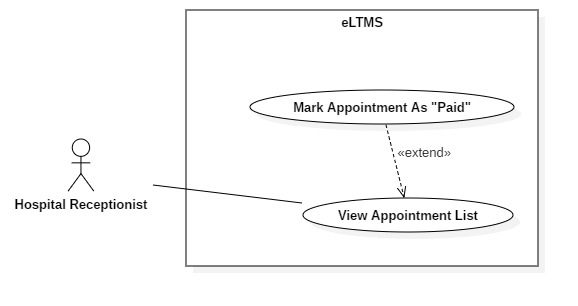 eLTMS
Mark Appointment As "Paid"
«extend»
Hospital Receptionist
View Appointment List